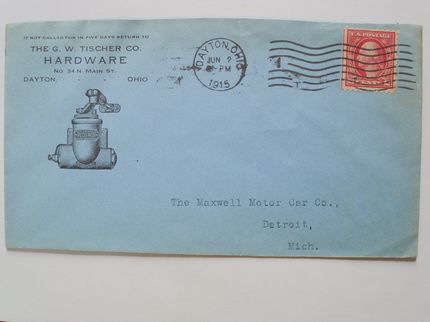 IF NOT CALLED FOR IN FIVE DAYS RETURN TO
THE G. W. TISCHER CO.
HARDWARE
No 34 N. MAIN ST.
DAYTON, OHIO
DAYTON, OHIO
JUN 2
-PM
1915
U.S. POSTAGE
CENTS
The Maxwell Motor Car Co.,
Detroit,
Mich.